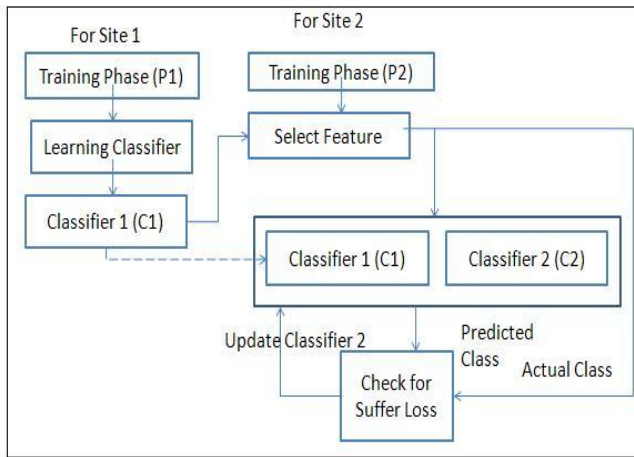 For Site 1
Training Phase (P1)
Learning Classifier
Classifier 1 (C1)
For Site 2
Training Phase (P2)
Select Feature
Classifier 1 (C1)
Classifier 2 (C2)
Update Classifier 2
Predicted
Class
Actual Class
Check for
Suffer Loss